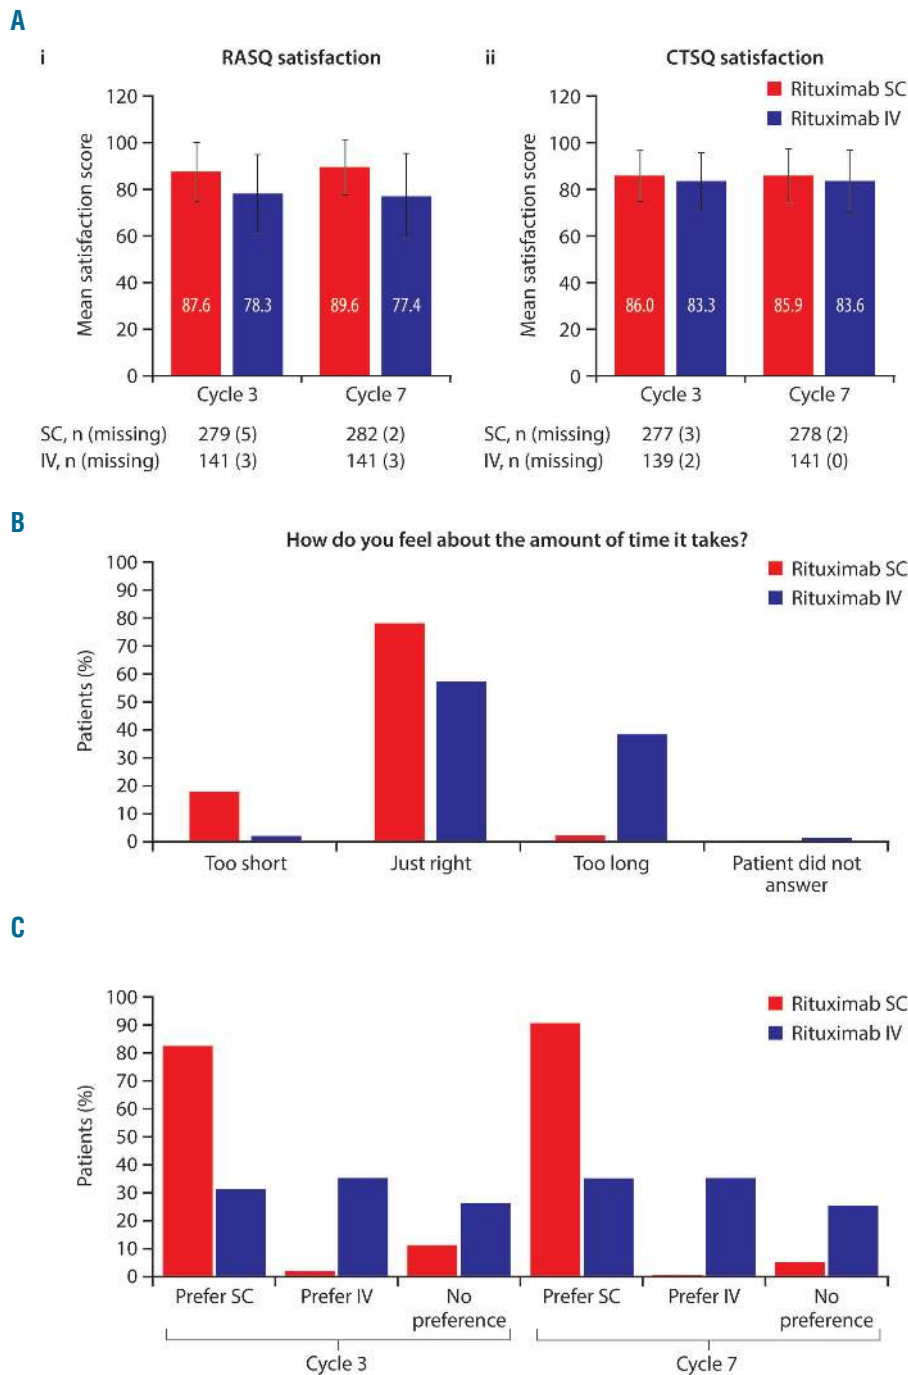 A
i RASQ satisfaction
120
100
80
60
40
20
0
Mean satisfaction score
87.6 78.3 89.6 77.4
Cycle 3 Cycle 7
SC, n (missing) 279 (5) 282 (2)
IV, n (missing) 141 (3) 141 (3)
ii CTSQ satisfaction
Rituximab SC
Rituximab IV
120
100
80
60
40
20
0
Mean satisfaction score
86.0 83.3 85.9 83.6
Cycle 3 Cycle 7
SC, n (missing) 277 (3) 278 (2)
IV, n (missing) 139 (2) 141 (0)
B
How do you feel about the amount of time it takes?
Rituximab SC
Rituximab IV
100
90
80
70
60
50
40
30
20
10
0
Patients (%)
Too short Just right Too long Patient did not
answer
C
Rituximab SC
Rituximab IV
100
90
80
70
60
50
40
30
20
10
0
Patients (%)
Prefer SC Prefer IV No Prefer SC Prefer IV No
preference preference
Cycle 3 Cycle 7